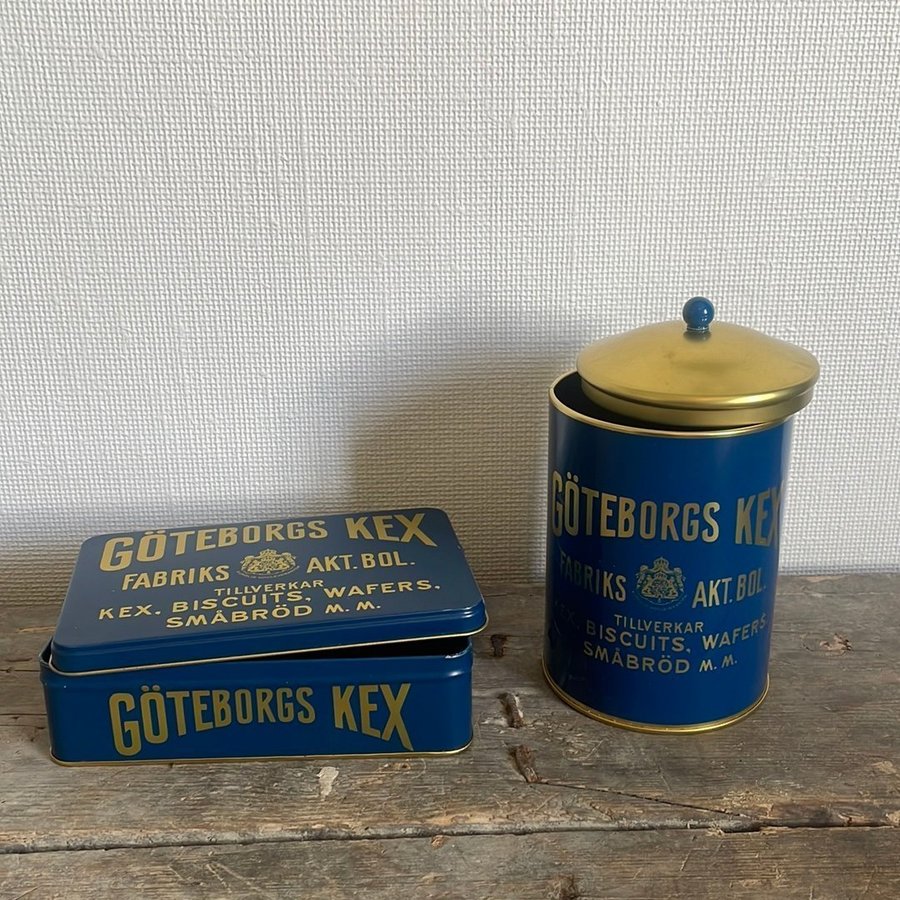 GÖTEBORGS KEX
FABRIKS AKT. BOL.
TILLVERKAR
KEX, BISCUITS, WAFERS,
SMÅBRÖD M. M.
GÖTEBORGS KEX
GÖTEBORGS KEX
FABRIKS AKT. BOL.
TILLVERKAR
KEX, BISCUITS, WAFERS,
SMÅBRÖD M. M.